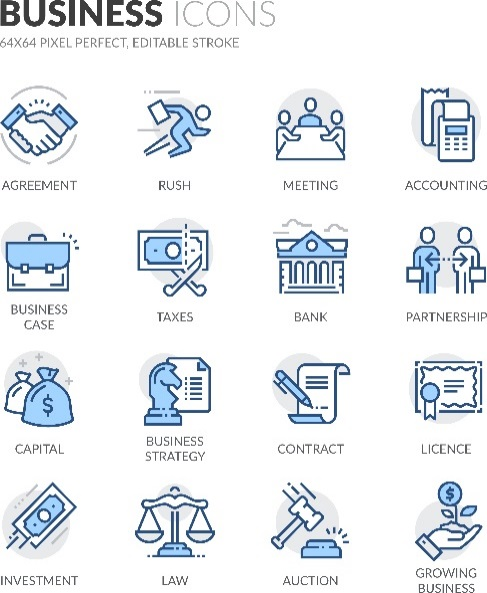 BUSINESS ICONS
64X64 PIXEL PERFECT, EDITABLE STROKE
AGREEMENT
RUSH
MEETING
ACCOUNTING
BUSINESS
CASE
TAXES
BANK
PARTNERSHIP
$
CAPITAL
BUSINESS
STRATEGY
CONTRACT
LICENCE
INVESTMENT
LAW
AUCTION
$
GROWING
BUSINESS